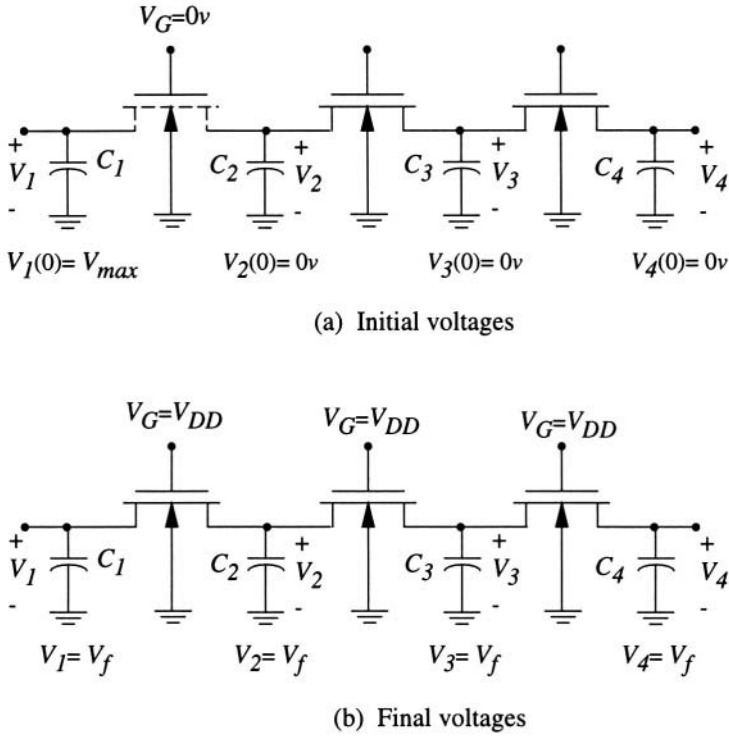 V_G=0v
+ + + +
V_1 C_1 C_2 V_2 C_3 V_3 C_4 V_4
- - - -
V_1(0)= V_max V_2(0)= 0v V_3(0)= 0v V_4(0)= 0v
(a) Initial voltages
V_G=V_DD V_G=V_DD V_G=V_DD
+ + + +
V_1 C_1 C_2 V_2 C_3 V_3 C_4 V_4
- - - -
V_1= V_f V_2= V_f V_3= V_f V_4= V_f
(b) Final voltages